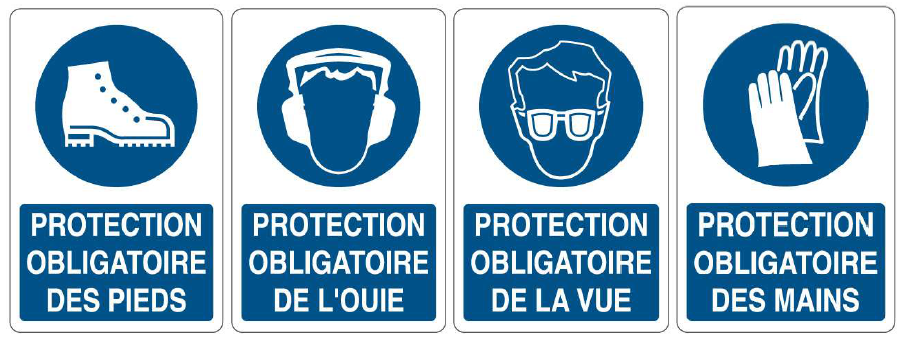 PROTECTION
OBLIGATOIRE
DES PIEDS
PROTECTION
OBLIGATOIRE
DE L'OUIE
PROTECTION
OBLIGATOIRE
DE LA VUE
PROTECTION
OBLIGATOIRE
DES MAINS